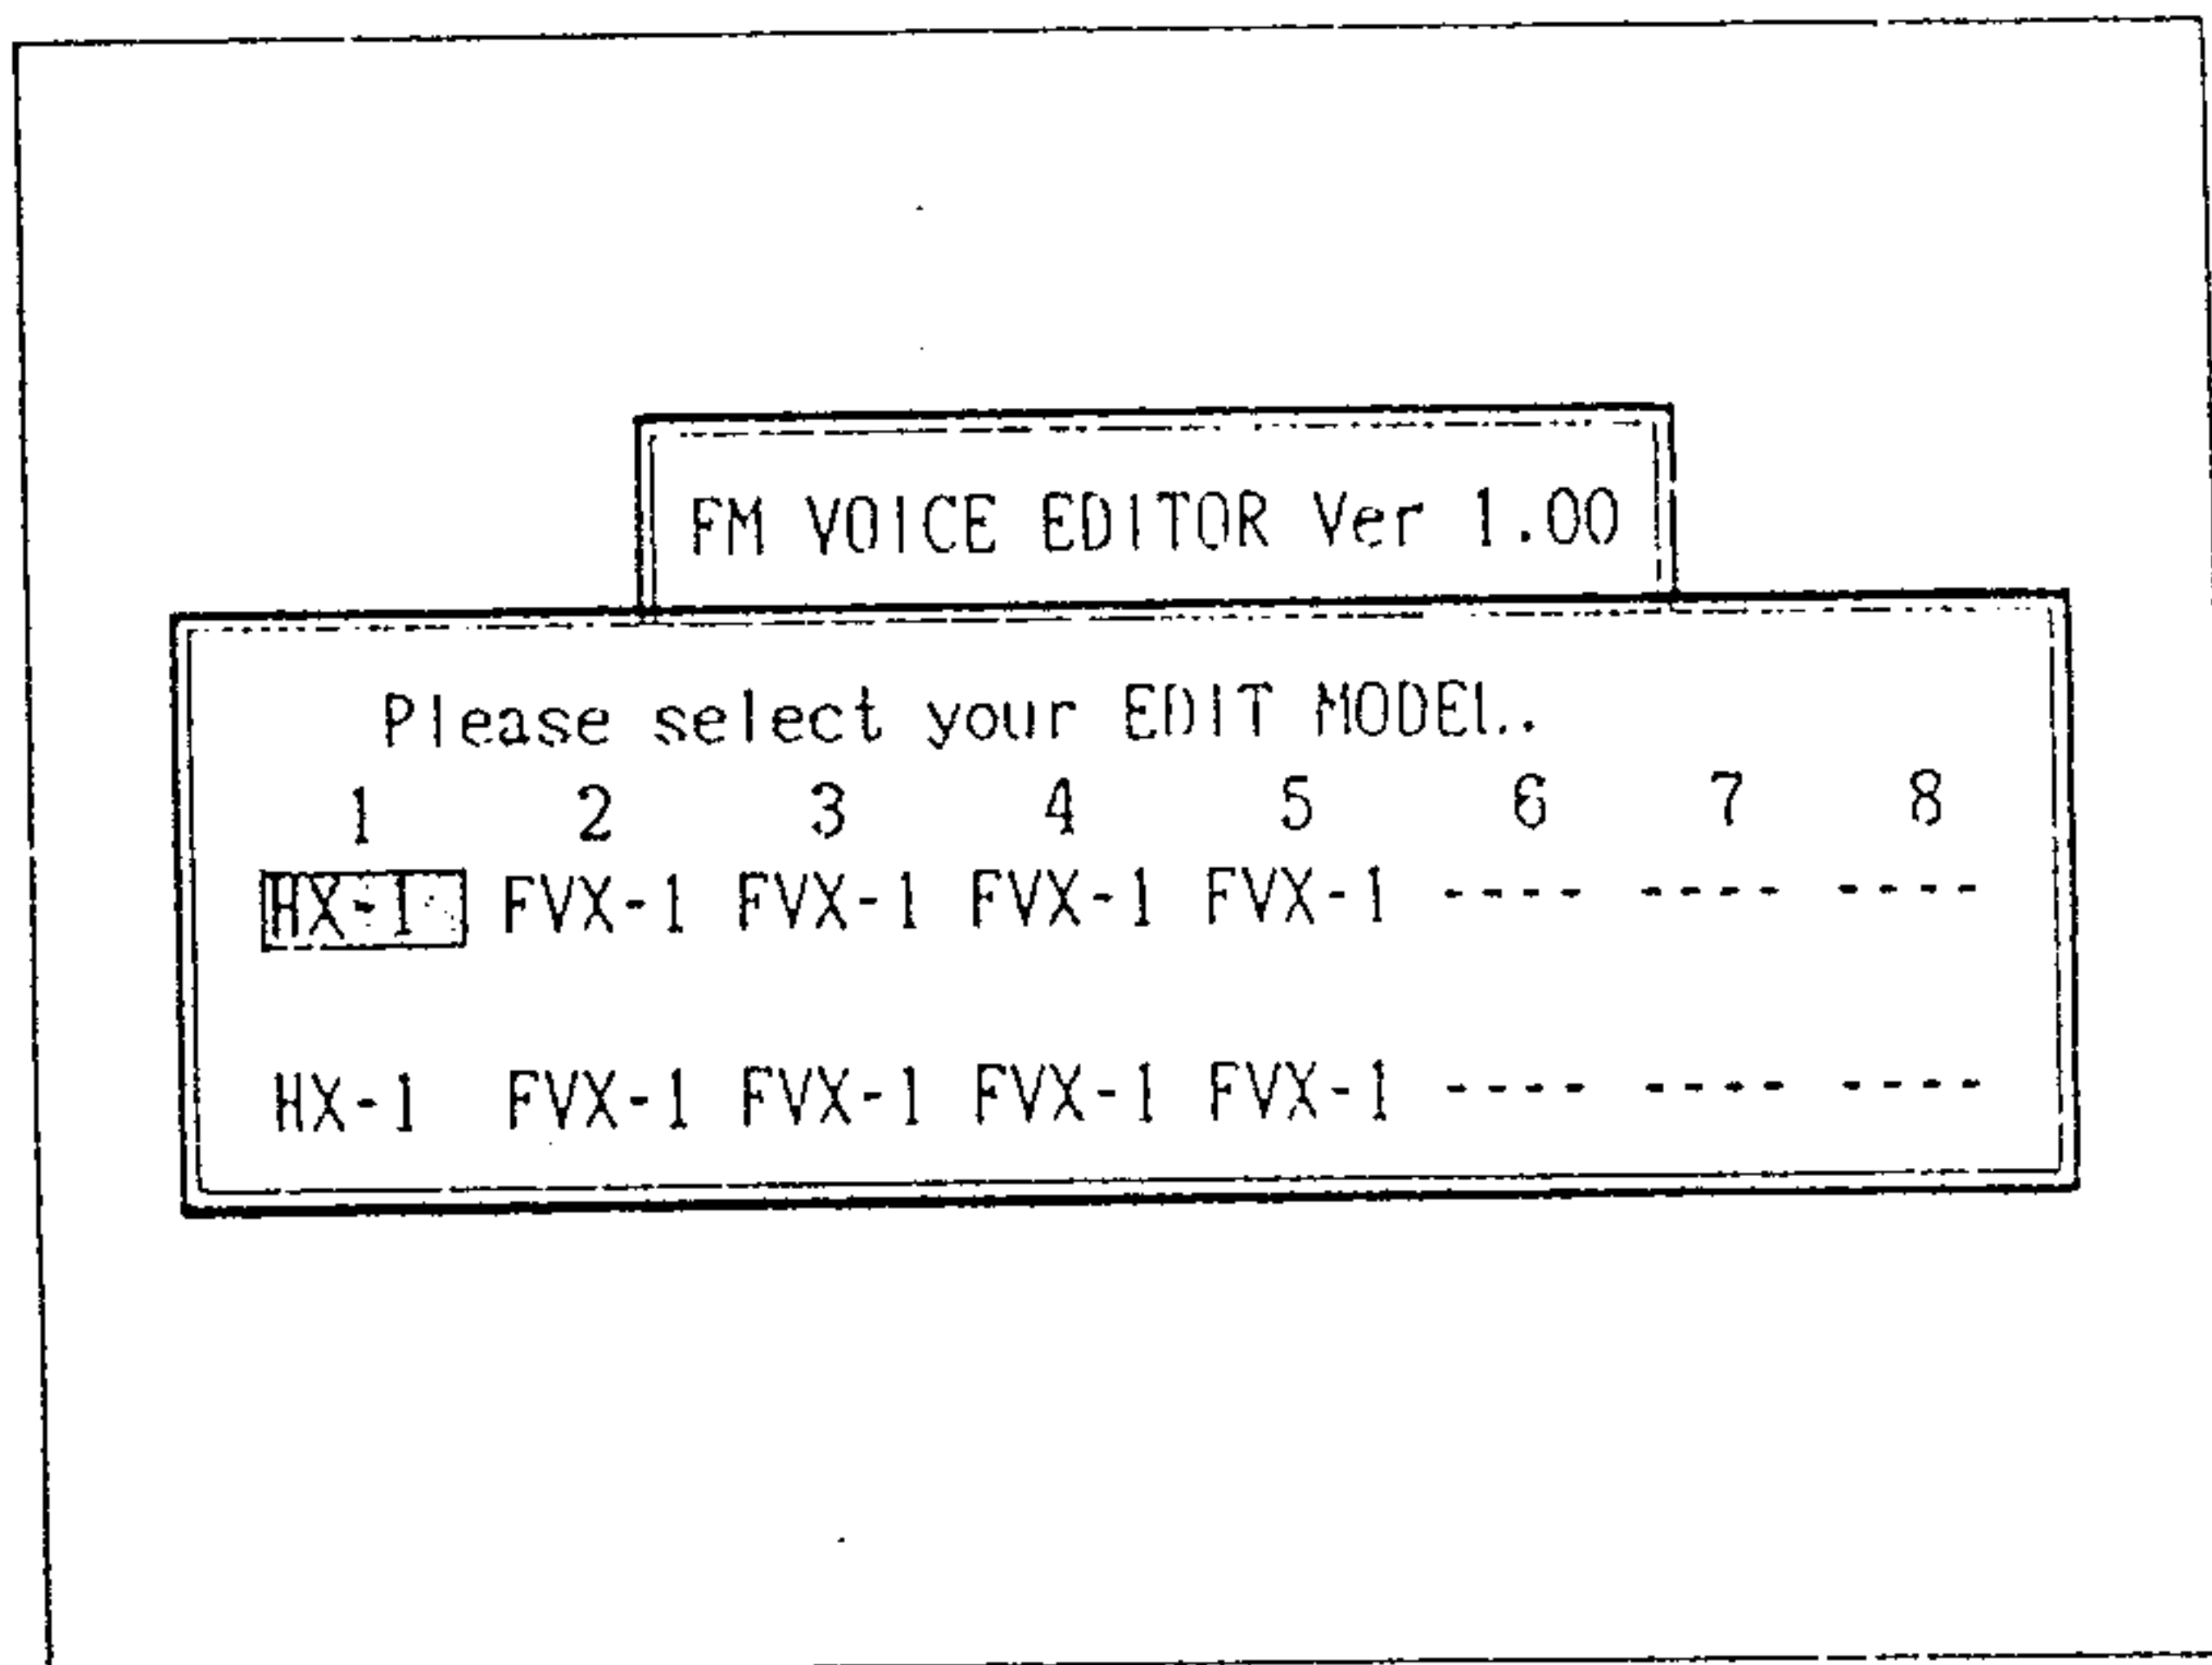 FM VOICE EDITOR Ver 1.00
Please select your EDIT MODEL..
1 2 3 4 5 6 7 8
HX-1 FVX-1 FVX-1 FVX-1 FVX-1 ---- ---- ----
HX-1 FVX-1 FVX-1 FVX-1 FVX-1 ---- ---- ----